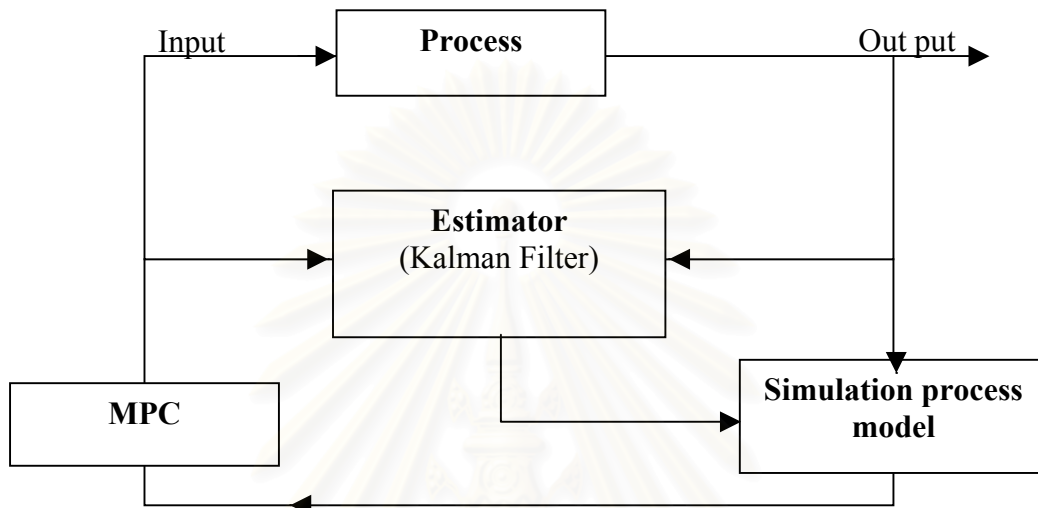 Input
Process
Out put
Estimator
(Kalman Filter)
MPC
Simulation process
model